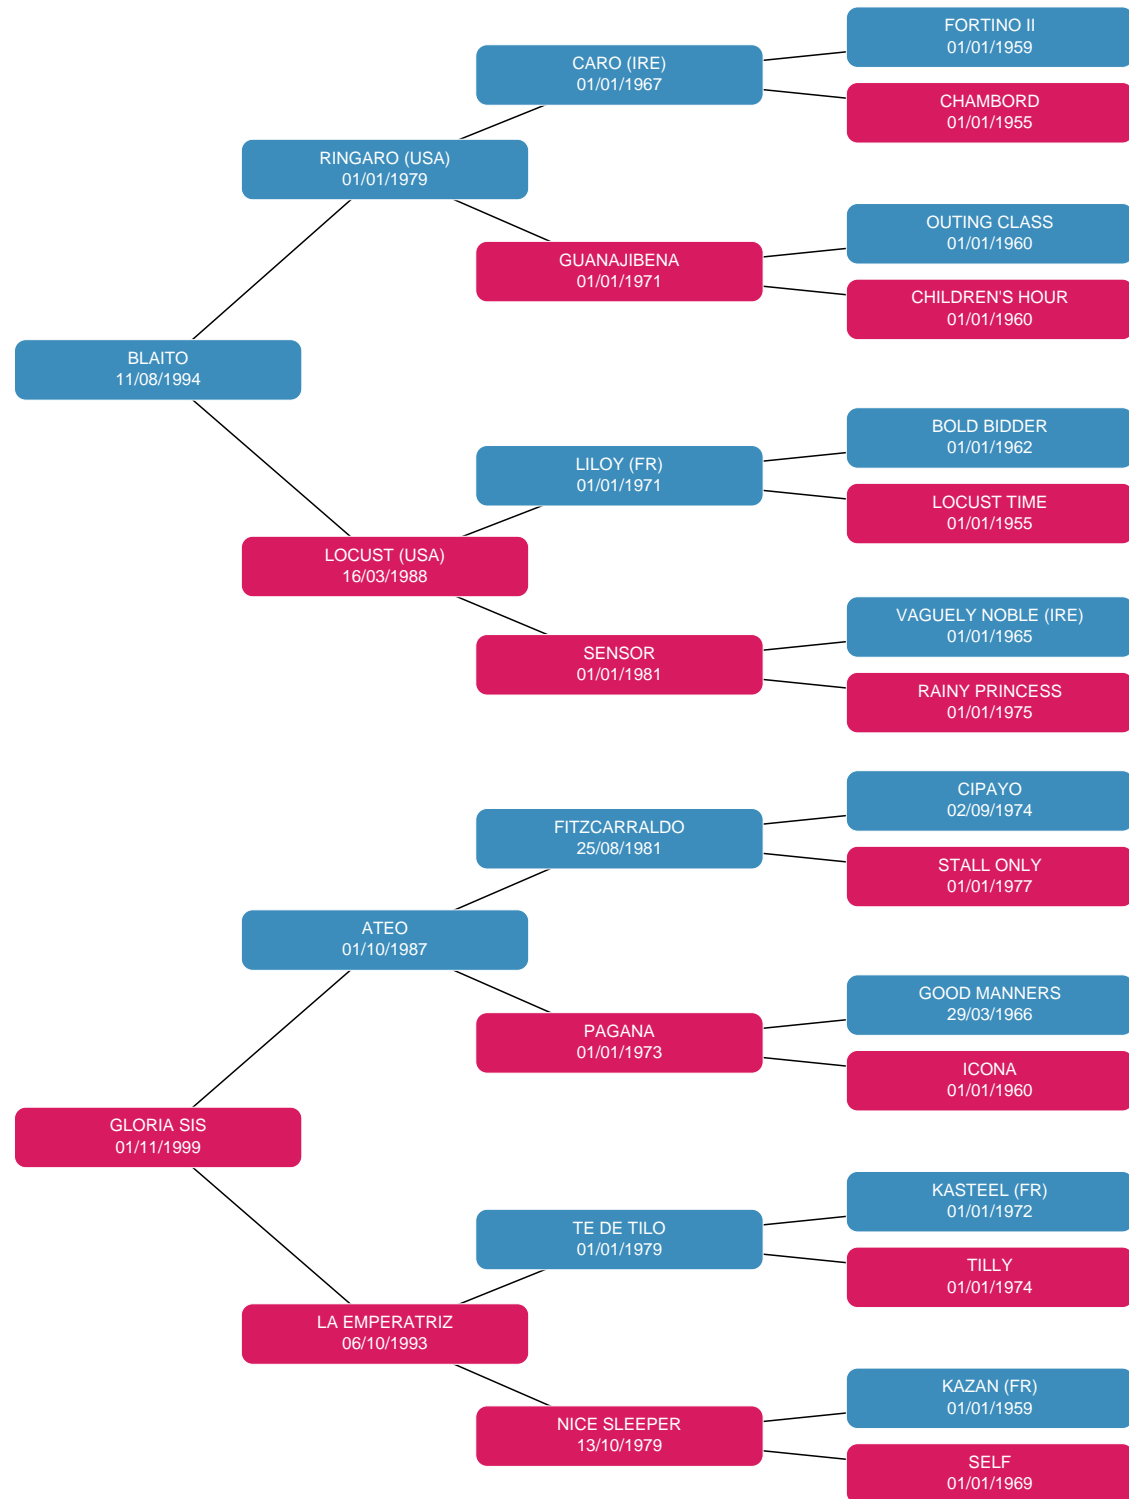 FORTINO II
01/01/1959
CARO (IRE)
01/01/1967
CHAMBORD
01/01/1955
RINGARO (USA)
01/01/1979
OUTING CLASS
01/01/1960
GUANAJIBENA
01/01/1971
CHILDREN'S HOUR
01/01/1960
BLAITO
11/08/1994
BOLD BIDDER
01/01/1962
LILOY (FR)
01/01/1971
LOCUST TIME
01/01/1955
LOCUST (USA)
16/03/1988
VAGUELY NOBLE (IRE)
01/01/1965
SENSOR
01/01/1981
RAINY PRINCESS
01/01/1975
CIPAYO
02/09/1974
FITZCARRALDO
25/08/1981
STALL ONLY
01/01/1977
ATEO
01/10/1987
GOOD MANNERS
29/03/1966
PAGANA
01/01/1973
ICONA
01/01/1960
GLORIA SIS
01/11/1999
KASTEEL (FR)
01/01/1972
TE DE TILO
01/01/1979
TILLY
01/01/1974
LA EMPERATRIZ
06/10/1993
KAZAN (FR)
01/01/1959
NICE SLEEPER
13/10/1979
SELF
01/01/1969